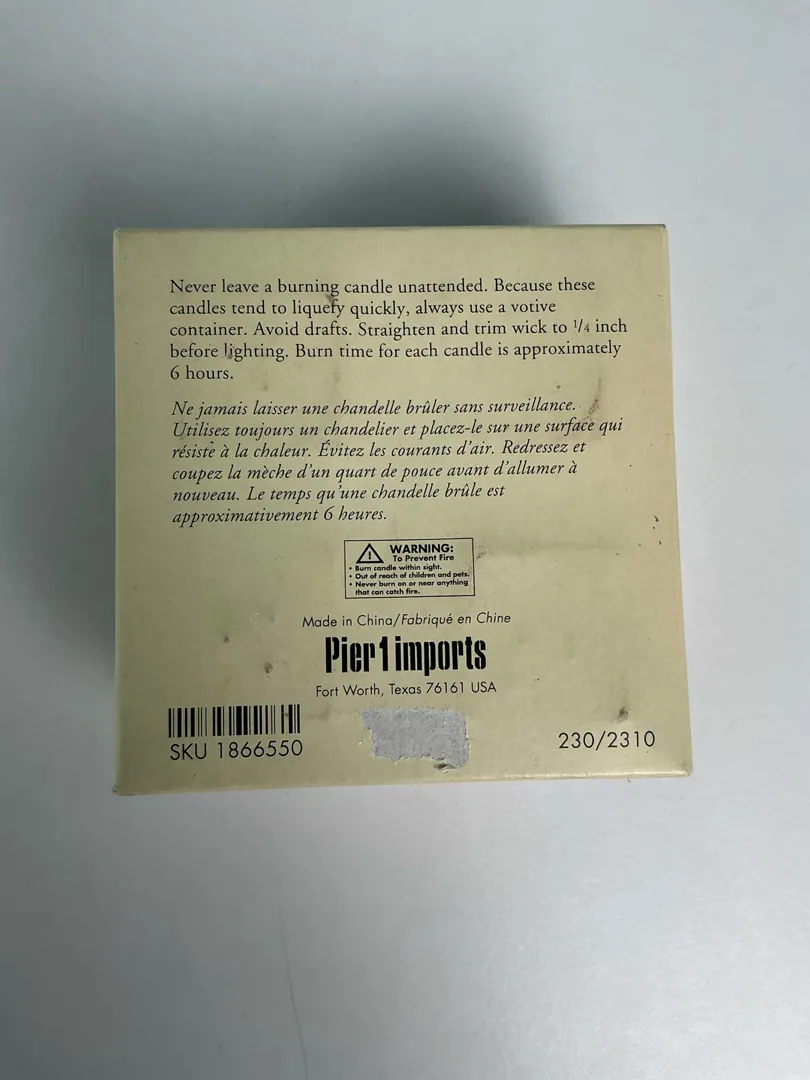 Never leave a burning candle unattended. Because these
candles tend to liquefy quickly, always use a votive
container. Avoid drafts. Straighten and trim wick to 1/4 inch
before lighting. Burn time for each candle is approximately
6 hours.
Ne jamais laisser une chandelle brûler sans surveillance.
Utilisez toujours un chandelier et placez-le sur une surface qui
résiste à la chaleur. Évitez les courants d'air. Redressez et
coupez la mèche d'un quart de pouce avant d'allumer à
nouveau. Le temps qu'une chandelle brûle est
approximativement 6 heures.
WARNING:
To Prevent Fire
• Burn candle within sight.
• Out of reach of children and pets.
• Never burn on or near anything
that can catch fire.
Made in China/Fabriqué en Chine
Pier 1 imports
Fort Worth, Texas 76161 USA
SKU 1866550
230/2310